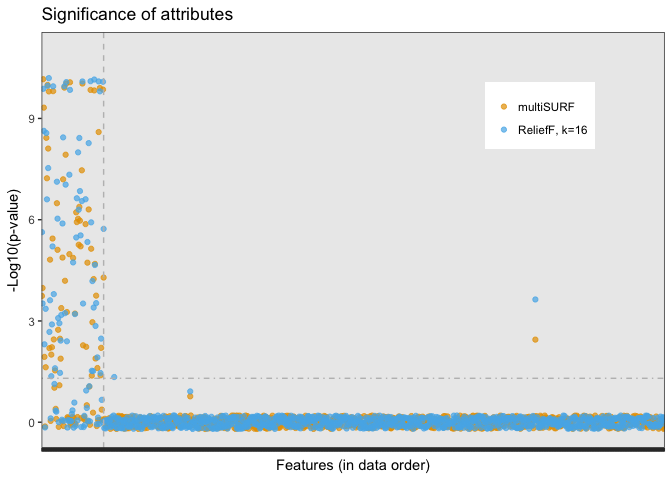 Significance of attributes
multiSURF
ReliefF, k=16
9
6
3
0
-Log10(p-value)
Features (in data order)